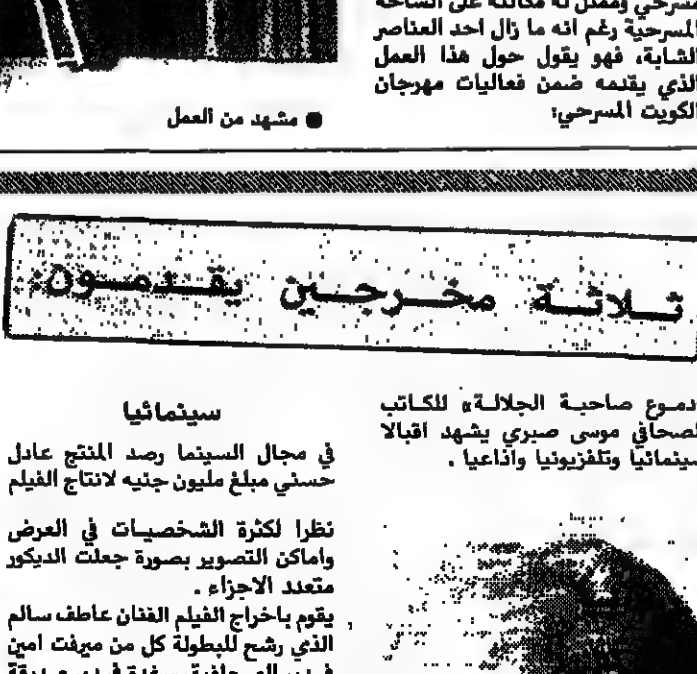 مسرحي وممثل له مكانته على الساحة
المسرحية رغم انه ما زال احد العناصر
الشابة، فهو يقول حول هذا العمل
الذي يقدمه ضمن فعاليات مهرجان
الكويت المسرحي:
● مشهد من العمل
ثلاثة مخرجين يقدمون:
دموع صاحبة الجلالة» للكاتب
الصحافي موسى صبري يشهد اقبالا
سينمائيا وتلفزيونيا واذاعيا .
سينمائيا
في مجال السينما رصد المنتج عادل
حسني مبلغ مليون جنيه لانتاج الفيلم
نظرا لكثرة الشخصيات في العرض
واماكن التصوير بصورة جعلت الديكور
متعدد الاجزاء .
يقوم باخراج الفيلم الفنان عاطف سالم
الذي رشح للبطولة كل من ميرفت امين